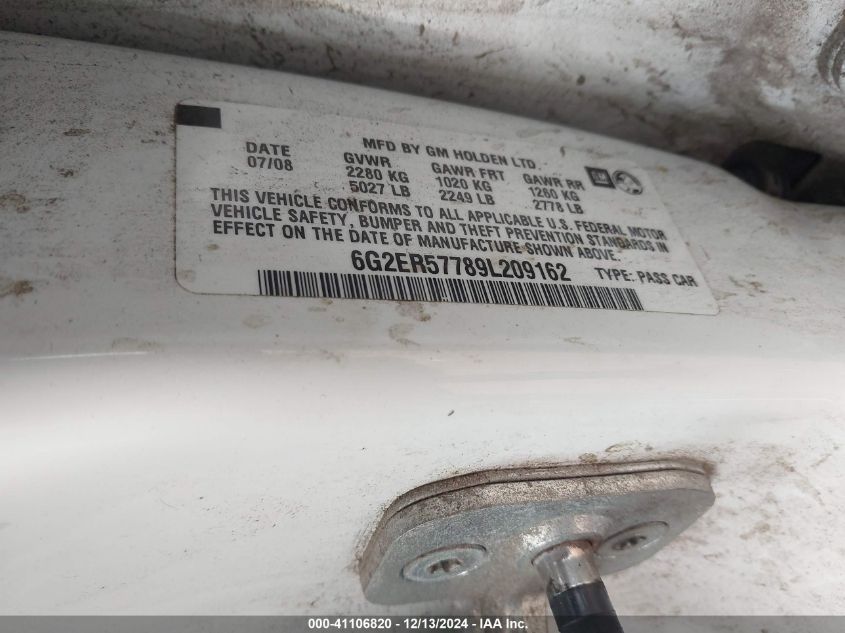 MFD BY GM HOLDEN LTD.
DATE GVWR GAWR FRT GAWR RR
07/08 2280 KG 1020 KG 1260 KG
5027 LB 2249 LB 2778 LB
THIS VEHICLE CONFORMS TO ALL APPLICABLE U.S. FEDERAL MOTOR
VEHICLE SAFETY, BUMPER AND THEFT PREVENTION STANDARDS IN
EFFECT ON THE DATE OF MANUFACTURE SHOWN ABOVE.
6G2ER57789L209162 TYPE: PASS CAR
GM
000-41106820 - 12/13/2024 - IAA Inc.